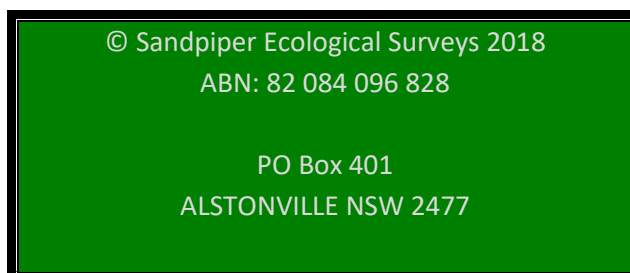 © Sandpiper Ecological Surveys 2018
ABN: 82 084 096 828
PO Box 401
ALSTONVILLE NSW 2477